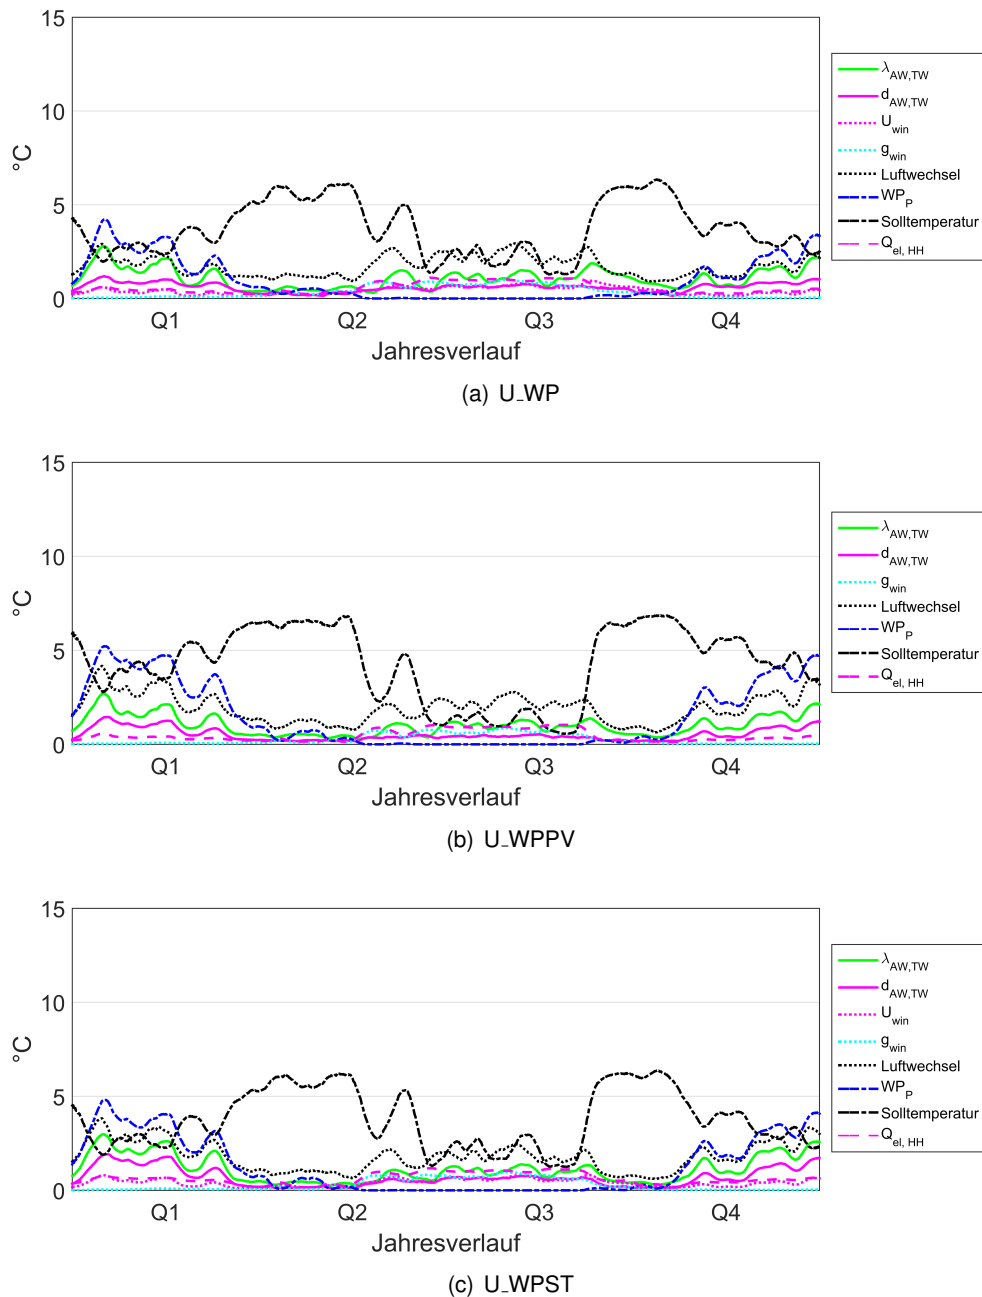 15
10
5
0
°C
Q1 Q2 Q3 Q4
Jahresverlauf
λAW,TW
dAW,TW
Uwin
gwin
Luftwechsel
WPP
Solltemperatur
Qel, HH
(a) U_WP
15
10
5
0
°C
Q1 Q2 Q3 Q4
Jahresverlauf
λAW,TW
dAW,TW
gwin
Luftwechsel
WPP
Solltemperatur
Qel, HH
(b) U_WPPV
15
10
5
0
°C
Q1 Q2 Q3 Q4
Jahresverlauf
λAW,TW
dAW,TW
Uwin
gwin
Luftwechsel
WPP
Solltemperatur
Qel, HH
(c) U_WPST